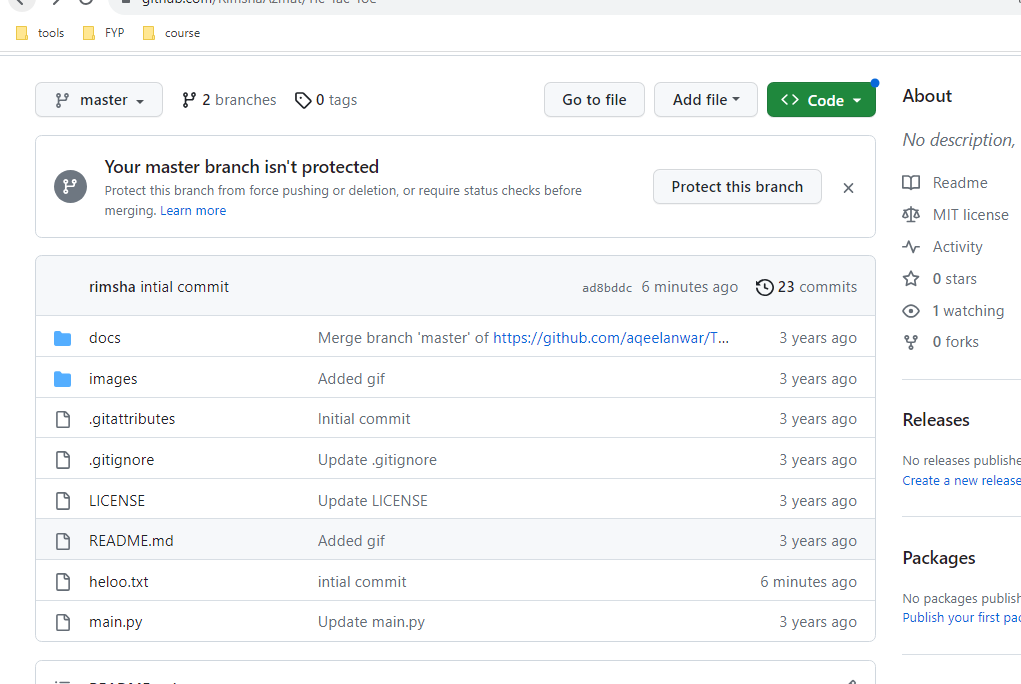 tools FYP course
master 2 branches 0 tags Go to file Add file Code
Your master branch isn't protected
Protect this branch from force pushing or deletion, or require status checks before
merging. Learn more
Protect this branch
rimsha intial commit ad8bddc 6 minutes ago 23 commits
docs Merge branch 'master' of https://github.com/aqeelanwar/T... 3 years ago
images Added gif 3 years ago
.gitattributes Initial commit 3 years ago
.gitignore Update .gitignore 3 years ago
LICENSE Update LICENSE 3 years ago
README.md Added gif 3 years ago
heloo.txt intial commit 6 minutes ago
main.py Update main.py 3 years ago
About
No description,
Readme
MIT license
Activity
0 stars
1 watching
0 forks
Releases
No releases publishe
Create a new release
Packages
No packages publish
Publish your first pac